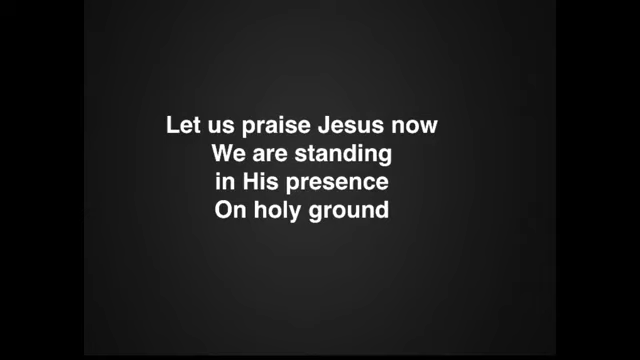 Let us praise Jesus now
We are standing
in His presence
On holy ground